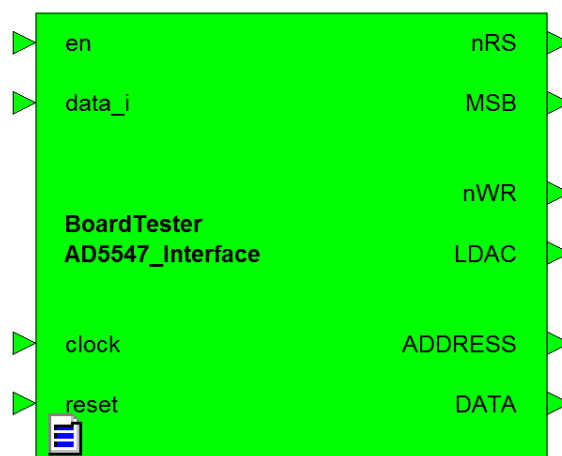 en nRS
data_i MSB
nWR
BoardTester
AD5547_Interface LDAC
clock ADDRESS
reset DATA